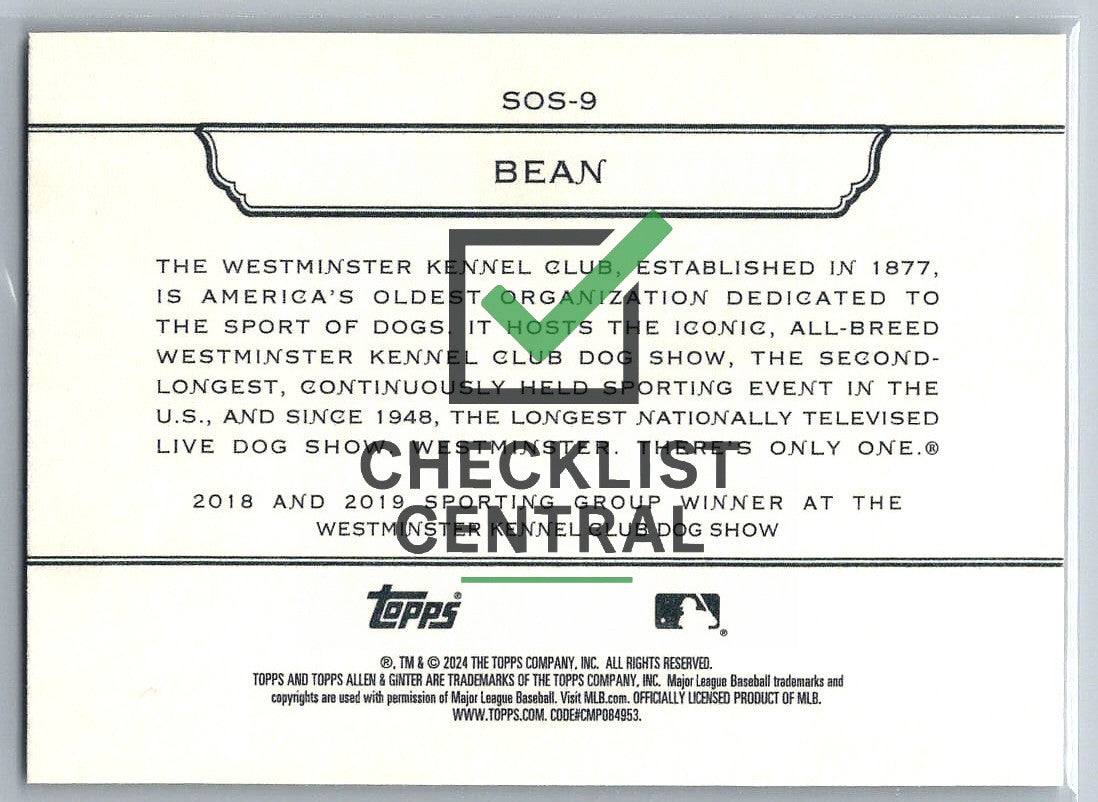 SOS-9
BEAN
THE WESTMINSTER KENNEL CLUB, ESTABLISHED IN 1877,
IS AMERICA'S OLDEST ORGANIZATION DEDICATED TO
THE SPORT OF DOGS. IT HOSTS THE ICONIC, ALL-BREED
WESTMINSTER KENNEL CLUB DOG SHOW, THE SECOND-
LONGEST, CONTINUOUSLY HELD SPORTING EVENT IN THE
U.S., AND SINCE 1948, THE LONGEST NATIONALLY TELEVISED
LIVE DOG SHOW. WESTMINSTER. THERE'S ONLY ONE.®
CHECKLIST
2018 AND 2019 SPORTING GROUP WINNER AT THE
CENTRAL
WESTMINSTER KENNEL CLUB DOG SHOW
topps®
®
®, TM & © 2024 THE TOPPS COMPANY, INC. ALL RIGHTS RESERVED.
TOPPS AND TOPPS ALLEN & GINTER ARE TRADEMARKS OF THE TOPPS COMPANY, INC. Major League Baseball trademarks and
copyrights are used with permission of Major League Baseball. Visit MLB.com. OFFICIALLY LICENSED PRODUCT OF MLB.
WWW.TOPPS.COM. CODE#CMP084953.